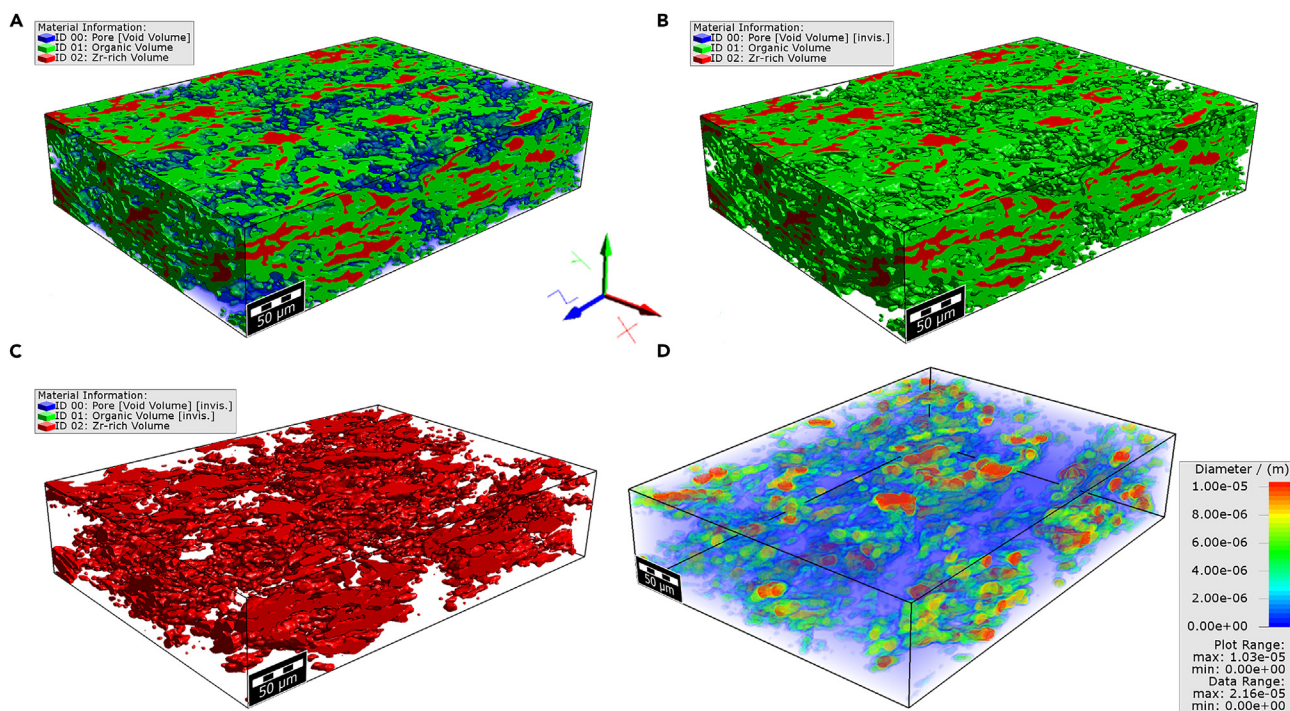 A
Material Information:
ID 00: Pore [Void Volume]
ID 01: Organic Volume
ID 02: Zr-rich Volume
50 µm
B
Material Information:
ID 00: Pore [Void Volume] [invis.]
ID 01: Organic Volume
ID 02: Zr-rich Volume
50 µm
Y
Z
X
C
Material Information:
ID 00: Pore [Void Volume] [invis.]
ID 01: Organic Volume [invis.]
ID 02: Zr-rich Volume
50 µm
D
50 µm
Diameter / (m)
1.00e-05
8.00e-06
6.00e-06
4.00e-06
2.00e-06
0.00e+00
Plot Range:
max: 1.03e-05
min: 0.00e+00
Data Range:
max: 2.16e-05
min: 0.00e+00